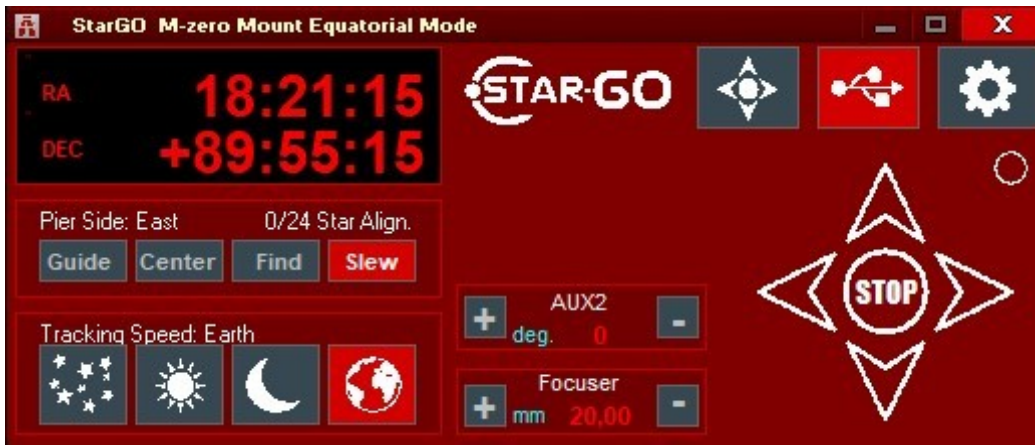 StarGO M-zero Mount Equatorial Mode
X
RA 18:21:15
DEC +89:55:15
STAR-GO
Pier Side: East 0/24 Star Align.
Guide Center Find Slew
Tracking Speed: Earth
+ AUX2 -
deg. 0
+ Focuser -
mm 20,00
STOP